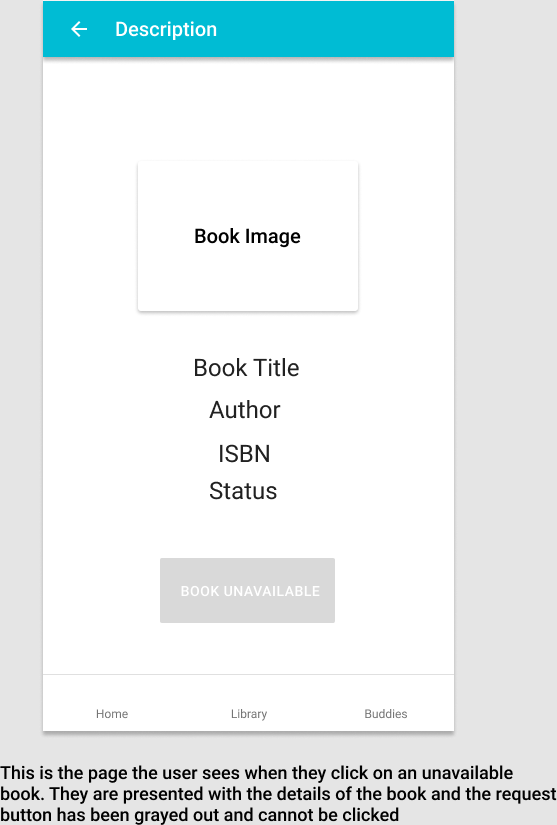 Description
Book Image
Book Title
Author
ISBN
Status
BOOK UNAVAILABLE
Home Library Buddies
This is the page the user sees when they click on an unavailable
book. They are presented with the details of the book and the request
button has been grayed out and cannot be clicked